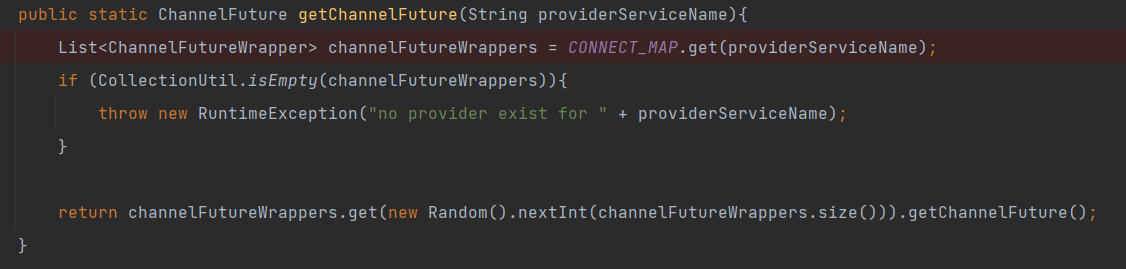 public static ChannelFuture getChannelFuture(String providerServiceName){
List<ChannelFutureWrapper> channelFutureWrappers = CONNECT_MAP.get(providerServiceName);
if (CollectionUtil.isEmpty(channelFutureWrappers)){
throw new RuntimeException("no provider exist for " + providerServiceName);
}
return channelFutureWrappers.get(new Random().nextInt(channelFutureWrappers.size())).getChannelFuture();
}